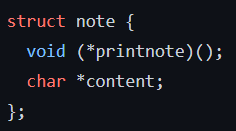 struct note {
  void (*printnote)();
  char *content;
};